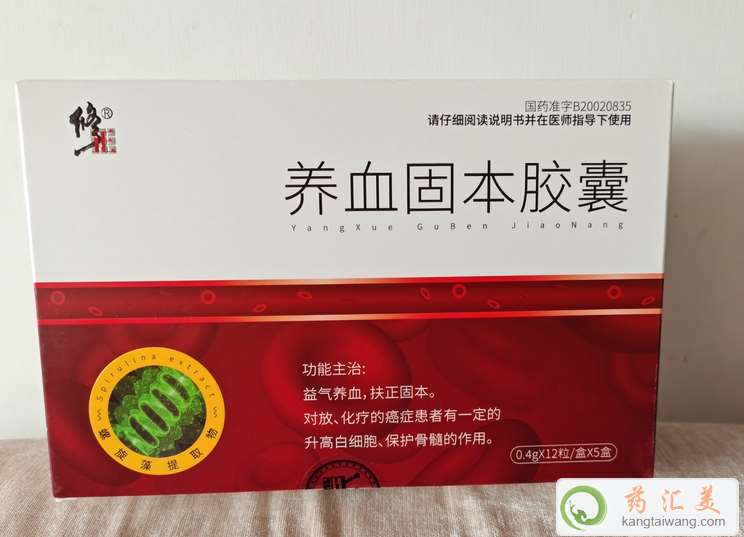 修
®
国药准字B20020835
请仔细阅读说明书并在医师指导下使用
养血固本胶囊
YangXue GuBen JiaoNang
功能主治:
益气养血,扶正固本。
对放、化疗的癌症患者有一定的
升高白细胞、保护骨髓的作用。
Spirulina extract
螺旋藻提取物
0.4gX12粒/盒X5盒
药汇美
kangtaiwang.com